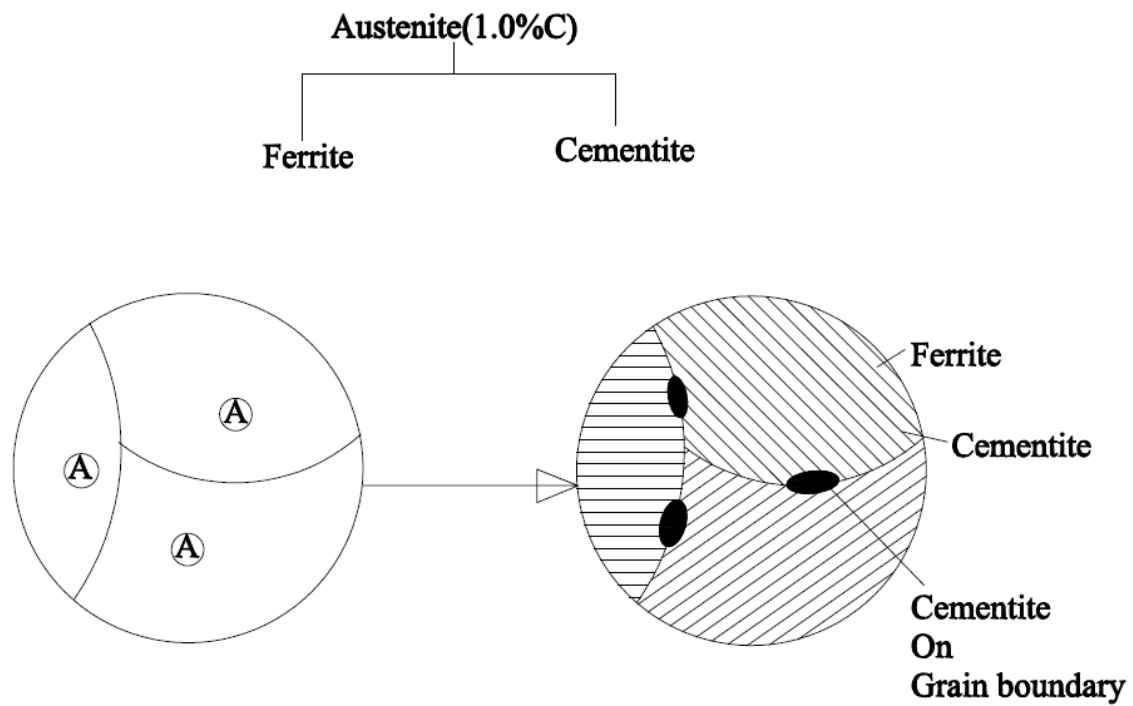 Austenite(1.0%C)
Ferrite
Cementite
A
A
A
Ferrite
Cementite
Cementite
On
Grain boundary